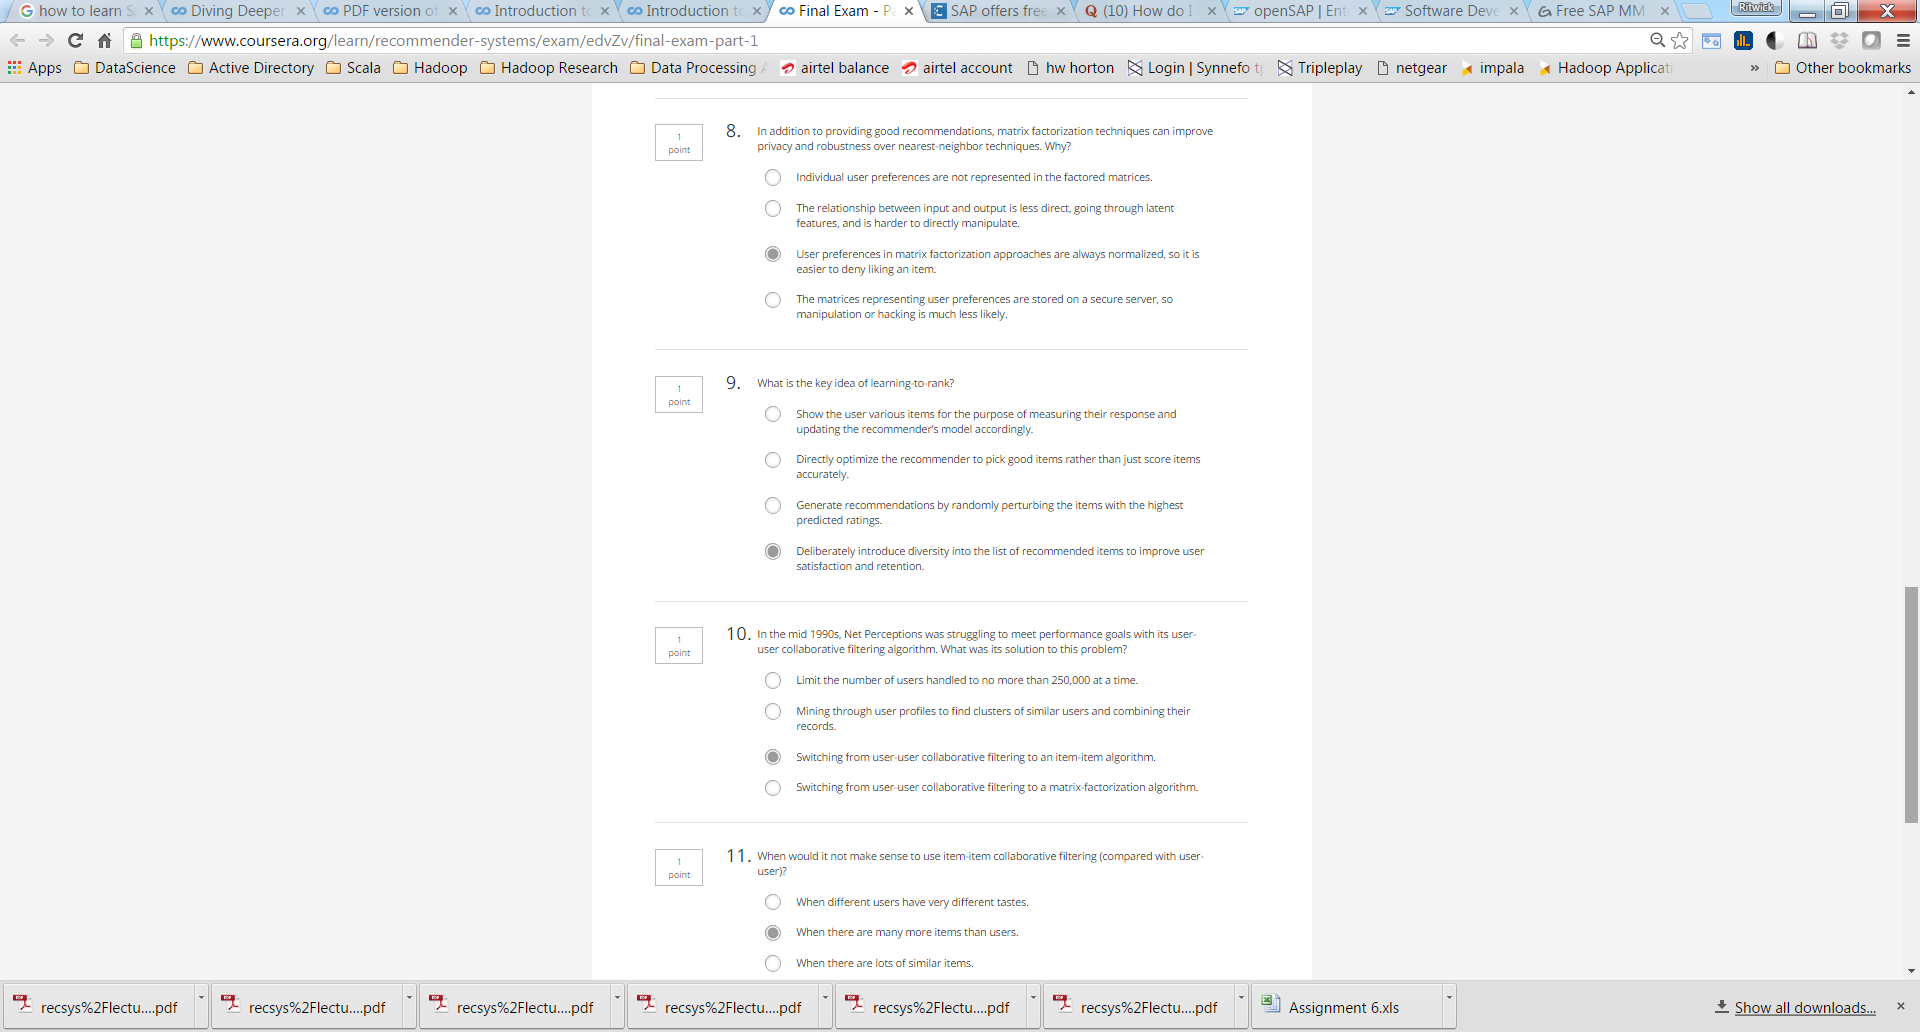 how to learn S
Diving Deeper
PDF version of
Introduction to
Introduction to
Final Exam - Pa
SAP offers free
(10) How do I
openSAP | Ent
Software Deve
Free SAP MM
Ritwick
https://www.coursera.org/learn/recommender-systems/exam/edvZv/final-exam-part-1
Apps DataScience Active Directory Scala Hadoop Hadoop Research Data Processing A airtel balance airtel account hw horton Login | Synnefo Tripleplay netgear impala Hadoop Applicati » Other bookmarks
1
point
8. In addition to providing good recommendations, matrix factorization techniques can improve
privacy and robustness over nearest-neighbor techniques. Why?
Individual user preferences are not represented in the factored matrices.
The relationship between input and output is less direct, going through latent
features, and is harder to directly manipulate.
User preferences in matrix factorization approaches are always normalized, so it is
easier to deny liking an item.
The matrices representing user preferences are stored on a secure server, so
manipulation or hacking is much less likely.
1
point
9. What is the key idea of learning-to-rank?
Show the user various items for the purpose of measuring their response and
updating the recommender's model accordingly.
Directly optimize the recommender to pick good items rather than just score items
accurately.
Generate recommendations by randomly perturbing the items with the highest
predicted ratings.
Deliberately introduce diversity into the list of recommended items to improve user
satisfaction and retention.
1
point
10. In the mid 1990s, Net Perceptions was struggling to meet performance goals with its user-
user collaborative filtering algorithm. What was its solution to this problem?
Limit the number of users handled to no more than 250,000 at a time.
Mining through user profiles to find clusters of similar users and combining their
records.
Switching from user-user collaborative filtering to an item-item algorithm.
Switching from user-user collaborative filtering to a matrix-factorization algorithm.
1
point
11. When would it not make sense to use item-item collaborative filtering (compared with user-
user)?
When different users have very different tastes.
When there are many more items than users.
When there are lots of similar items.
recsys%2Flectu....pdf
recsys%2Flectu....pdf
recsys%2Flectu....pdf
recsys%2Flectu....pdf
recsys%2Flectu....pdf
recsys%2Flectu....pdf
Assignment 6.xls
Show all downloads...